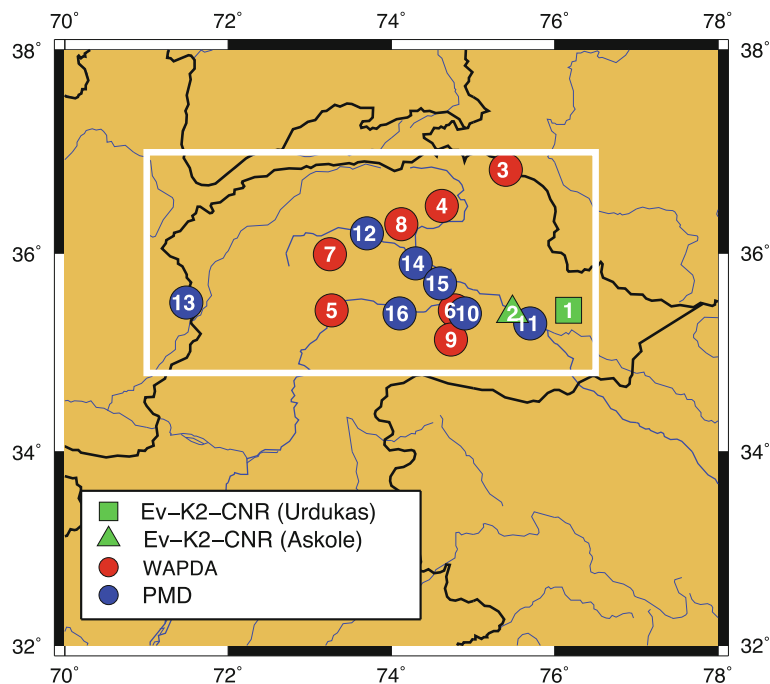 70° 72° 74° 76° 78°
38° 38°
3
4
8
12
7 36° 36°
14
15
13
5 16 6 10 2 11 1
9
34° 34°
Ev−K2−CNR (Urdukas)
Ev−K2−CNR (Askole)
WAPDA
PMD
32° 32°
70° 72° 74° 76° 78°